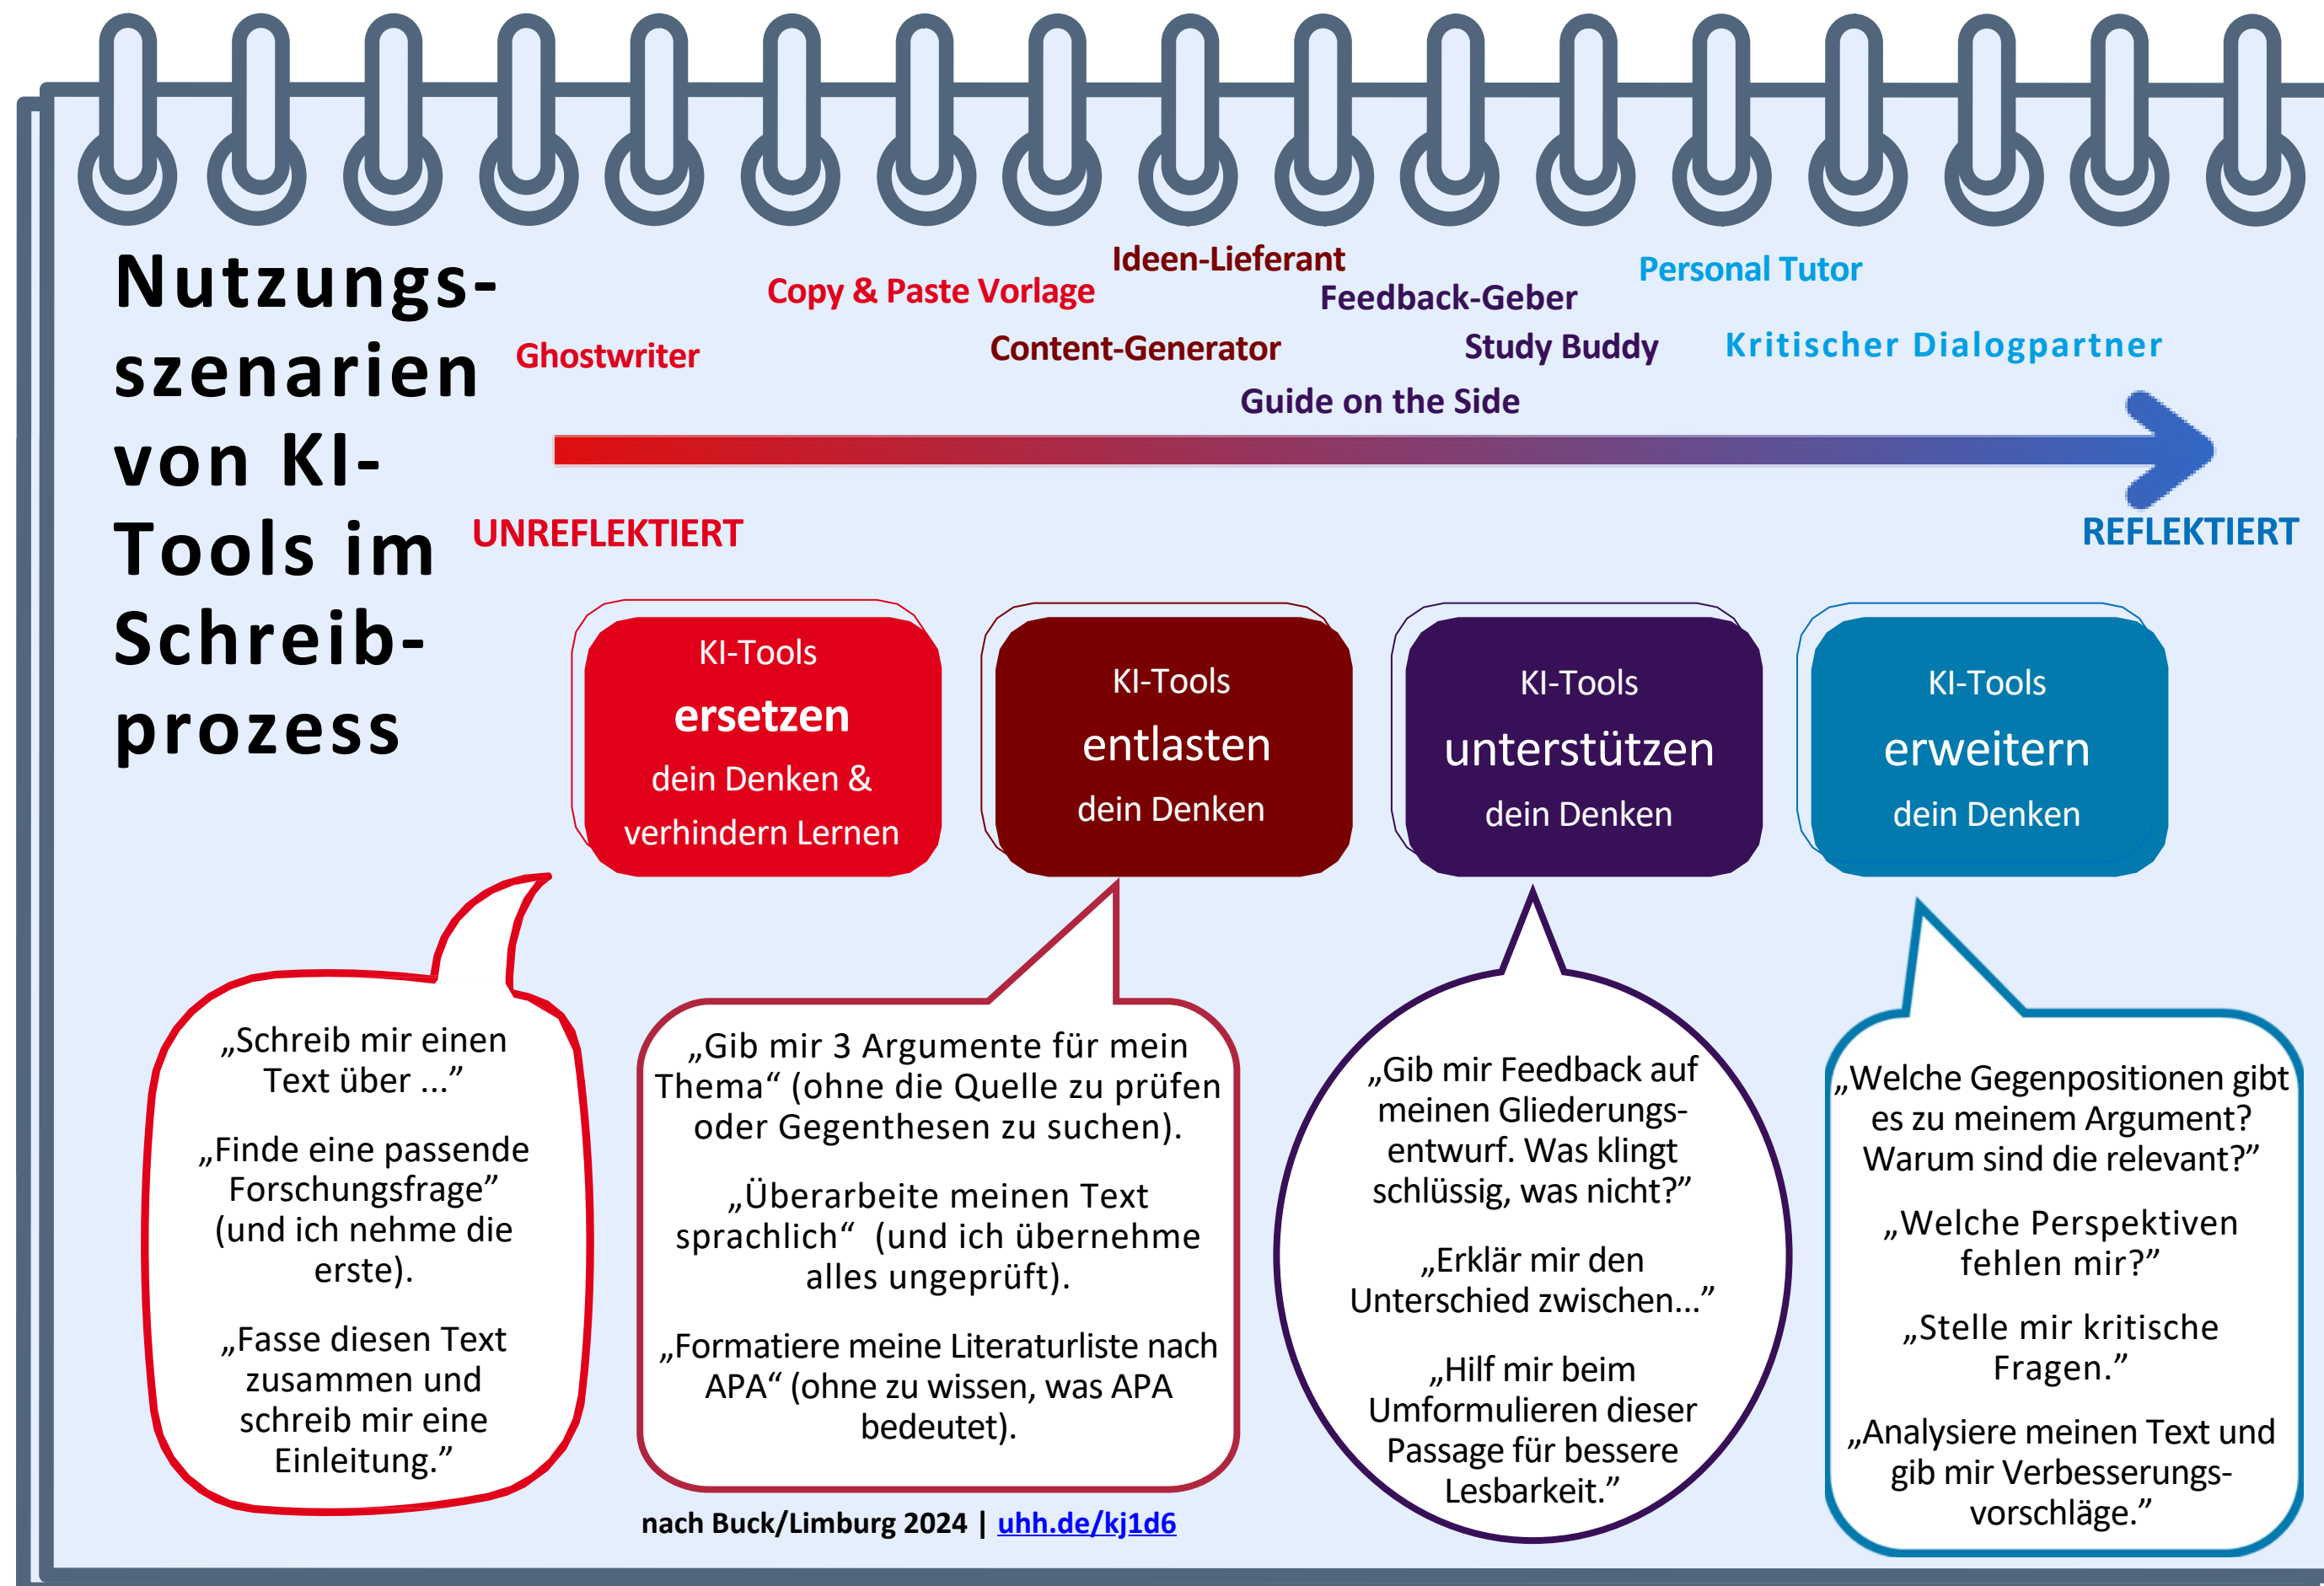 Nutzungs-
szenarien
von KI-
Tools im
Schreib-
prozess
Ghostwriter
Copy & Paste Vorlage
Ideen-Lieferant
Content-Generator
Feedback-Geber
Guide on the Side
Study Buddy
Personal Tutor
Kritischer Dialogpartner
UNREFLEKTIERT
REFLEKTIERT
KI-Tools
ersetzen
dein Denken &
verhindern Lernen
KI-Tools
entlasten
dein Denken
KI-Tools
unterstützen
dein Denken
KI-Tools
erweitern
dein Denken
„Schreib mir einen
Text über ...”
„Finde eine passende
Forschungsfrage”
(und ich nehme die
erste).
„Fasse diesen Text
zusammen und
schreib mir eine
Einleitung.”
„Gib mir 3 Argumente für mein
Thema“ (ohne die Quelle zu prüfen
oder Gegenthesen zu suchen).
„Überarbeite meinen Text
sprachlich“ (und ich übernehme
alles ungeprüft).
„Formatiere meine Literaturliste nach
APA“ (ohne zu wissen, was APA
bedeutet).
„Gib mir Feedback auf
meinen Gliederungs-
entwurf. Was klingt
schlüssig, was nicht?”
„Erklär mir den
Unterschied zwischen...”
„Hilf mir beim
Umformulieren dieser
Passage für bessere
Lesbarkeit.”
„Welche Gegenpositionen gibt
es zu meinem Argument?
Warum sind die relevant?”
„Welche Perspektiven
fehlen mir?”
„Stelle mir kritische
Fragen.”
„Analysiere meinen Text und
gib mir Verbesserungs-
vorschläge.”
nach Buck/Limburg 2024 | uhh.de/kj1d6